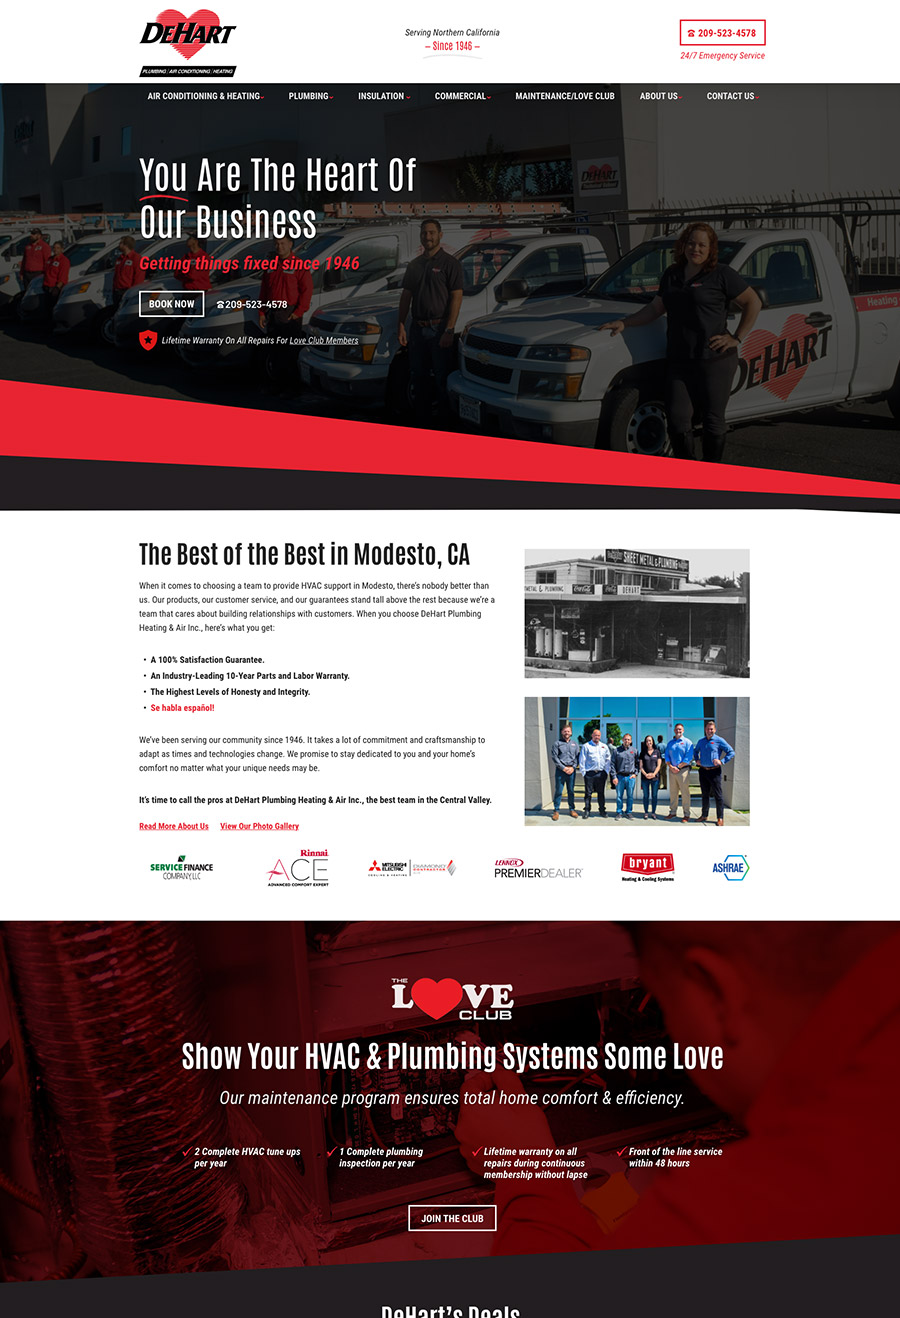 DEHART
PLUMBING | AIR CONDITIONING | HEATING
Serving Northern California
– Since 1946 –
☎ 209-523-4578
24/7 Emergency Service
AIR CONDITIONING & HEATING
PLUMBING
INSULATION
COMMERCIAL
MAINTENANCE/LOVE CLUB
ABOUT US
CONTACT US
DEHART
You Are The Heart Of
Our Business
Getting things fixed since 1946
Heating
BOOK NOW
☎ 209-523-4578
Lifetime Warranty On All Repairs For Love Club Members
DEHART
The Best of the Best in Modesto, CA
When it comes to choosing a team to provide HVAC support in Modesto, there's nobody better than
us. Our products, our customer service, and our guarantees stand tall above the rest because we're a
team that cares about building relationships with customers. When you choose DeHart Plumbing
Heating & Air Inc., here's what you get:
• A 100% Satisfaction Guarantee.
• An Industry-Leading 10-Year Parts and Labor Warranty.
• The Highest Levels of Honesty and Integrity.
• Se habla español!
We've been serving our community since 1946. It takes a lot of commitment and craftsmanship to
adapt as times and technologies change. We promise to stay dedicated to you and your home's
comfort no matter what your unique needs may be.
It's time to call the pros at DeHart Plumbing Heating & Air Inc., the best team in the Central Valley.
Read More About Us
View Our Photo Gallery
SHEET METAL & PLUMBING
METAL & PLUMBING
Coca-Cola
DEHART
SERVICE FINANCE
COMPANY, LLC
Rinnai
ACE
ADVANCED COMFORT EXPERT
MITSUBISHI
ELECTRIC
COOLING & HEATING
DIAMOND
CONTRACTOR
LENNOX
PREMIERDEALER
bryant
Heating & Cooling Systems
ASHRAE
THE
LOVE
CLUB
Show Your HVAC & Plumbing Systems Some Love
Our maintenance program ensures total home comfort & efficiency.
2 Complete HVAC tune ups
per year
1 Complete plumbing
inspection per year
Lifetime warranty on all
repairs during continuous
membership without lapse
Front of the line service
within 48 hours
JOIN THE CLUB
DeHart's Deals